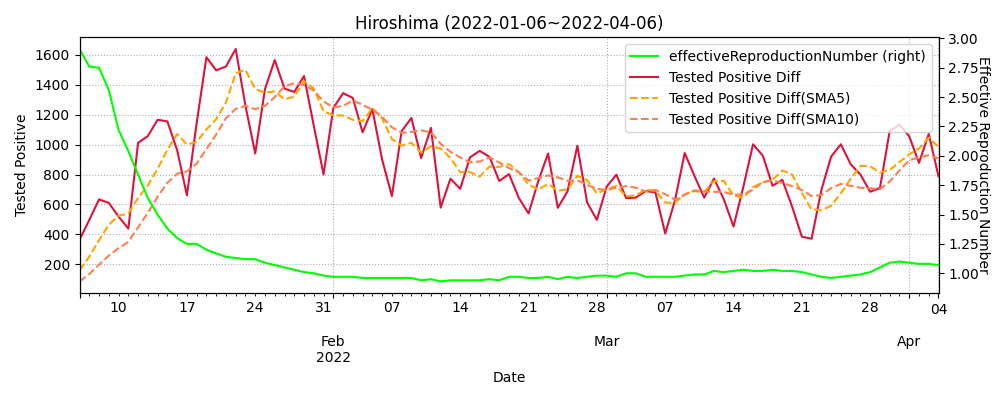 Hiroshima (2022-01-06~2022-04-06)
effectiveReproductionNumber (right)
Tested Positive Diff
Tested Positive Diff(SMA5)
Tested Positive Diff(SMA10)
Tested Positive
1600
1400
1200
1000
800
600
400
200
3.00
2.75
2.50
2.25
2.00
1.75
1.50
1.25
1.00
Effective Reproduction Number
10 17 24 31 07 14 21 28 07 14 21 28 04
Feb Mar Apr
2022
Date